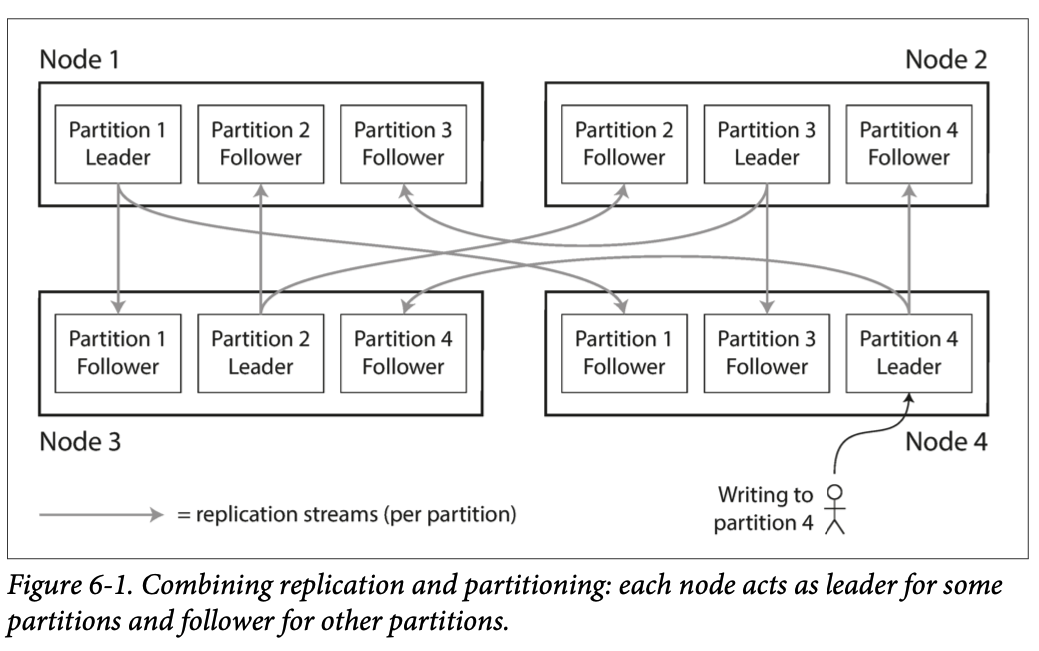 Node 1
Node 2
Partition 1
Leader
Partition 2
Follower
Partition 3
Follower
Partition 2
Follower
Partition 3
Leader
Partition 4
Follower
Partition 1
Follower
Partition 2
Leader
Partition 4
Follower
Partition 1
Follower
Partition 3
Follower
Partition 4
Leader
Node 3
Node 4
= replication streams (per partition)
Writing to
partition 4
Figure 6-1. Combining replication and partitioning: each node acts as leader for some
partitions and follower for other partitions.